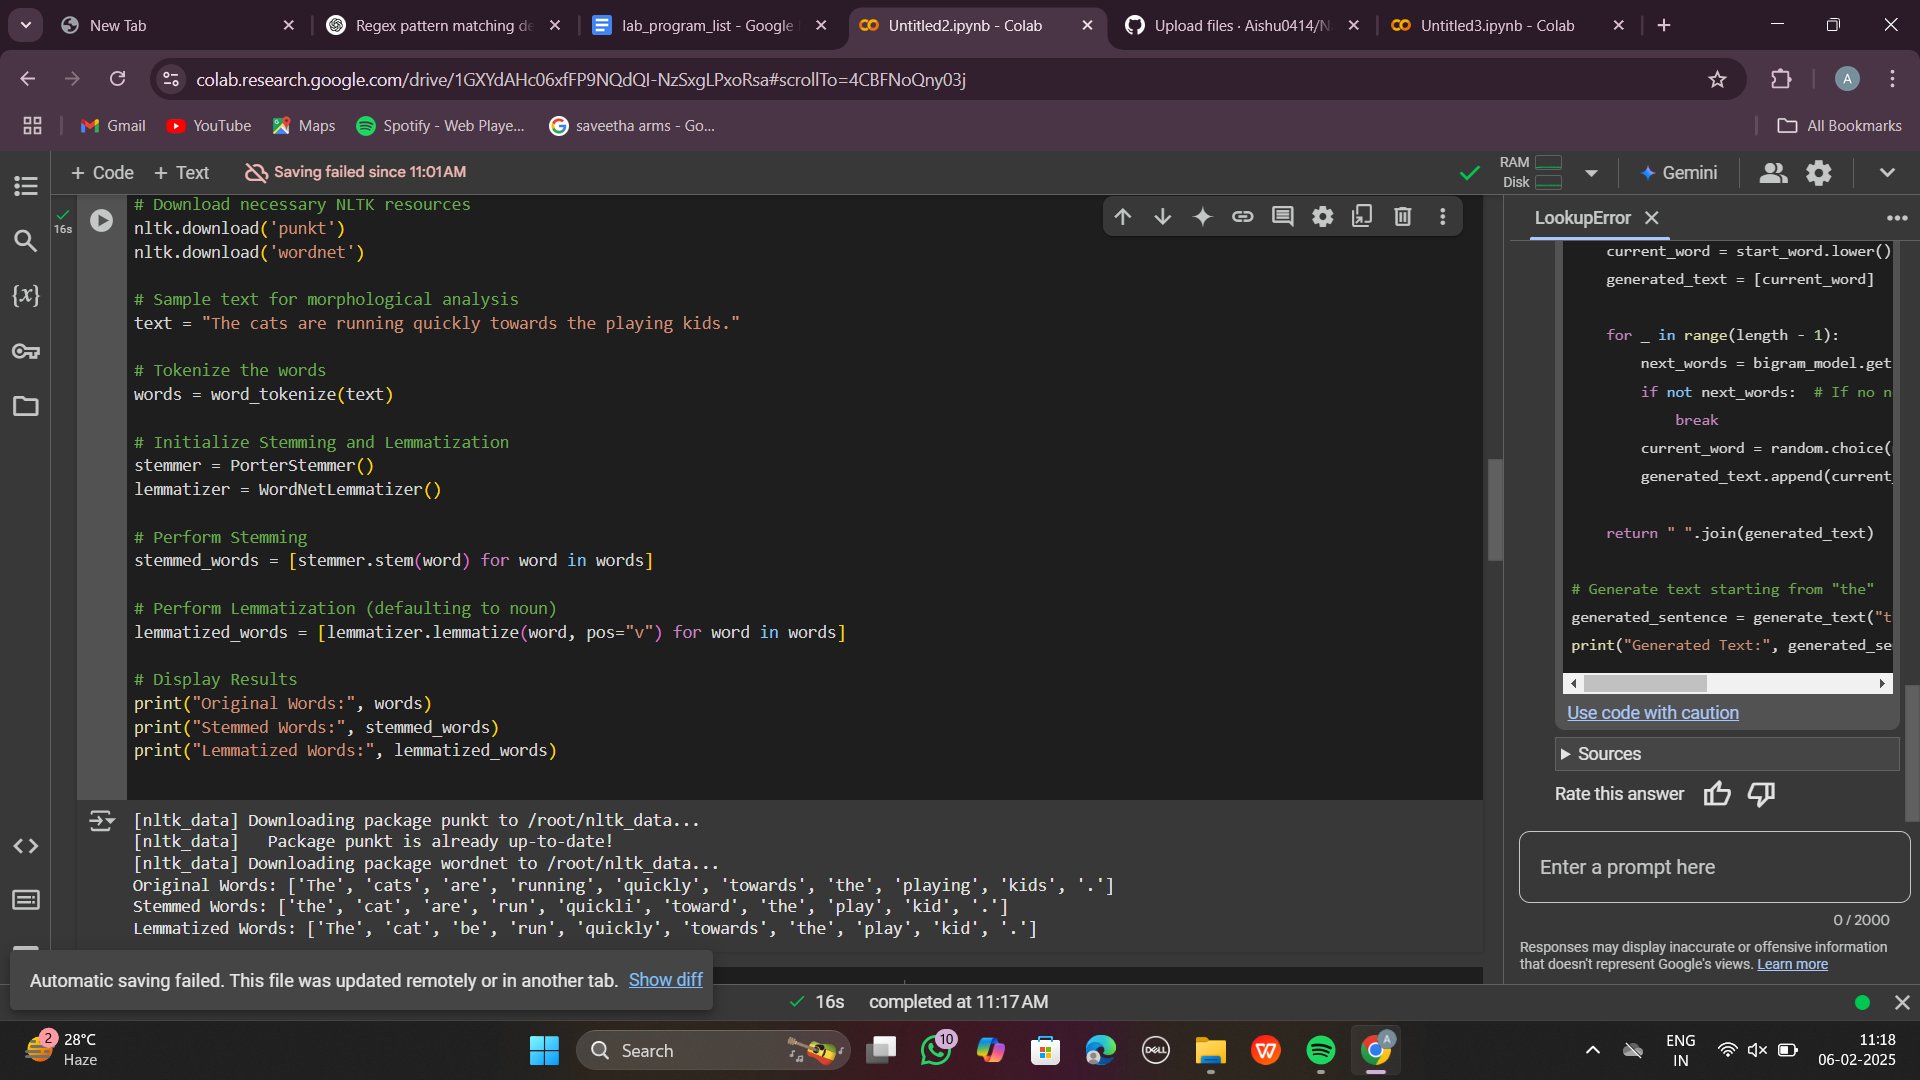 New Tab
Regex pattern matching de
lab_program_list - Google
Untitled2.ipynb - Colab
Upload files · Aishu0414/N
Untitled3.ipynb - Colab
colab.research.google.com/drive/1GXYdAHc06xfFP9NQdQI-NzSxgLPxoRsa#scrollTo=4CBFNoQny03j
A
Gmail
YouTube
Maps
Spotify - Web Playe...
saveetha arms - Go...
All Bookmarks
+ Code
+ Text
Saving failed since 11:01 AM
RAM
Disk
Gemini
16s
# Download necessary NLTK resources
nltk.download('punkt')
nltk.download('wordnet')
# Sample text for morphological analysis
text = "The cats are running quickly towards the playing kids."
# Tokenize the words
words = word_tokenize(text)
# Initialize Stemming and Lemmatization
stemmer = PorterStemmer()
lemmatizer = WordNetLemmatizer()
# Perform Stemming
stemmed_words = [stemmer.stem(word) for word in words]
# Perform Lemmatization (defaulting to noun)
lemmatized_words = [lemmatizer.lemmatize(word, pos="v") for word in words]
# Display Results
print("Original Words:", words)
print("Stemmed Words:", stemmed_words)
print("Lemmatized Words:", lemmatized_words)
[nltk_data] Downloading package punkt to /root/nltk_data...
[nltk_data]   Package punkt is already up-to-date!
[nltk_data] Downloading package wordnet to /root/nltk_data...
Original Words: ['The', 'cats', 'are', 'running', 'quickly', 'towards', 'the', 'playing', 'kids', '.']
Stemmed Words: ['the', 'cat', 'are', 'run', 'quickli', 'toward', 'the', 'play', 'kid', '.']
Lemmatized Words: ['The', 'cat', 'be', 'run', 'quickly', 'towards', 'the', 'play', 'kid', '.']
LookupError
current_word = start_word.lower()
generated_text = [current_word]
for _ in range(length - 1):
next_words = bigram_model.get
if not next_words:  # If no n
break
current_word = random.choice(
generated_text.append(current_
return " ".join(generated_text)
# Generate text starting from "the"
generated_sentence = generate_text("t
print("Generated Text:", generated_se
Use code with caution
Sources
Rate this answer
Enter a prompt here
0 / 2000
Responses may display inaccurate or offensive information
that doesn't represent Google's views. Learn more
Automatic saving failed. This file was updated remotely or in another tab. Show diff
16s completed at 11:17 AM
2
28°C
Haze
Search
10
DELL
A
ENG
IN
11:18
06-02-2025